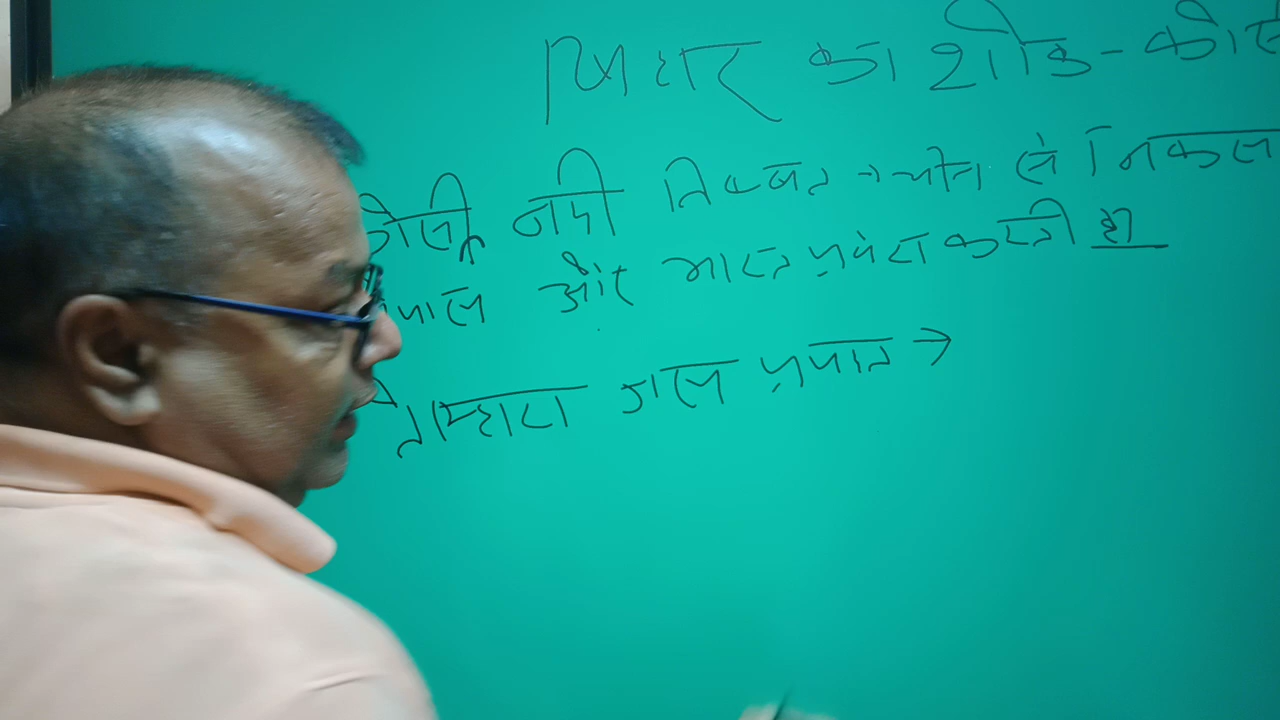 बिहार का शोक - कोसी
नदी तिब्बत → चीन से निकल
और भारत प्रवेश करती है
जल प्रपात →